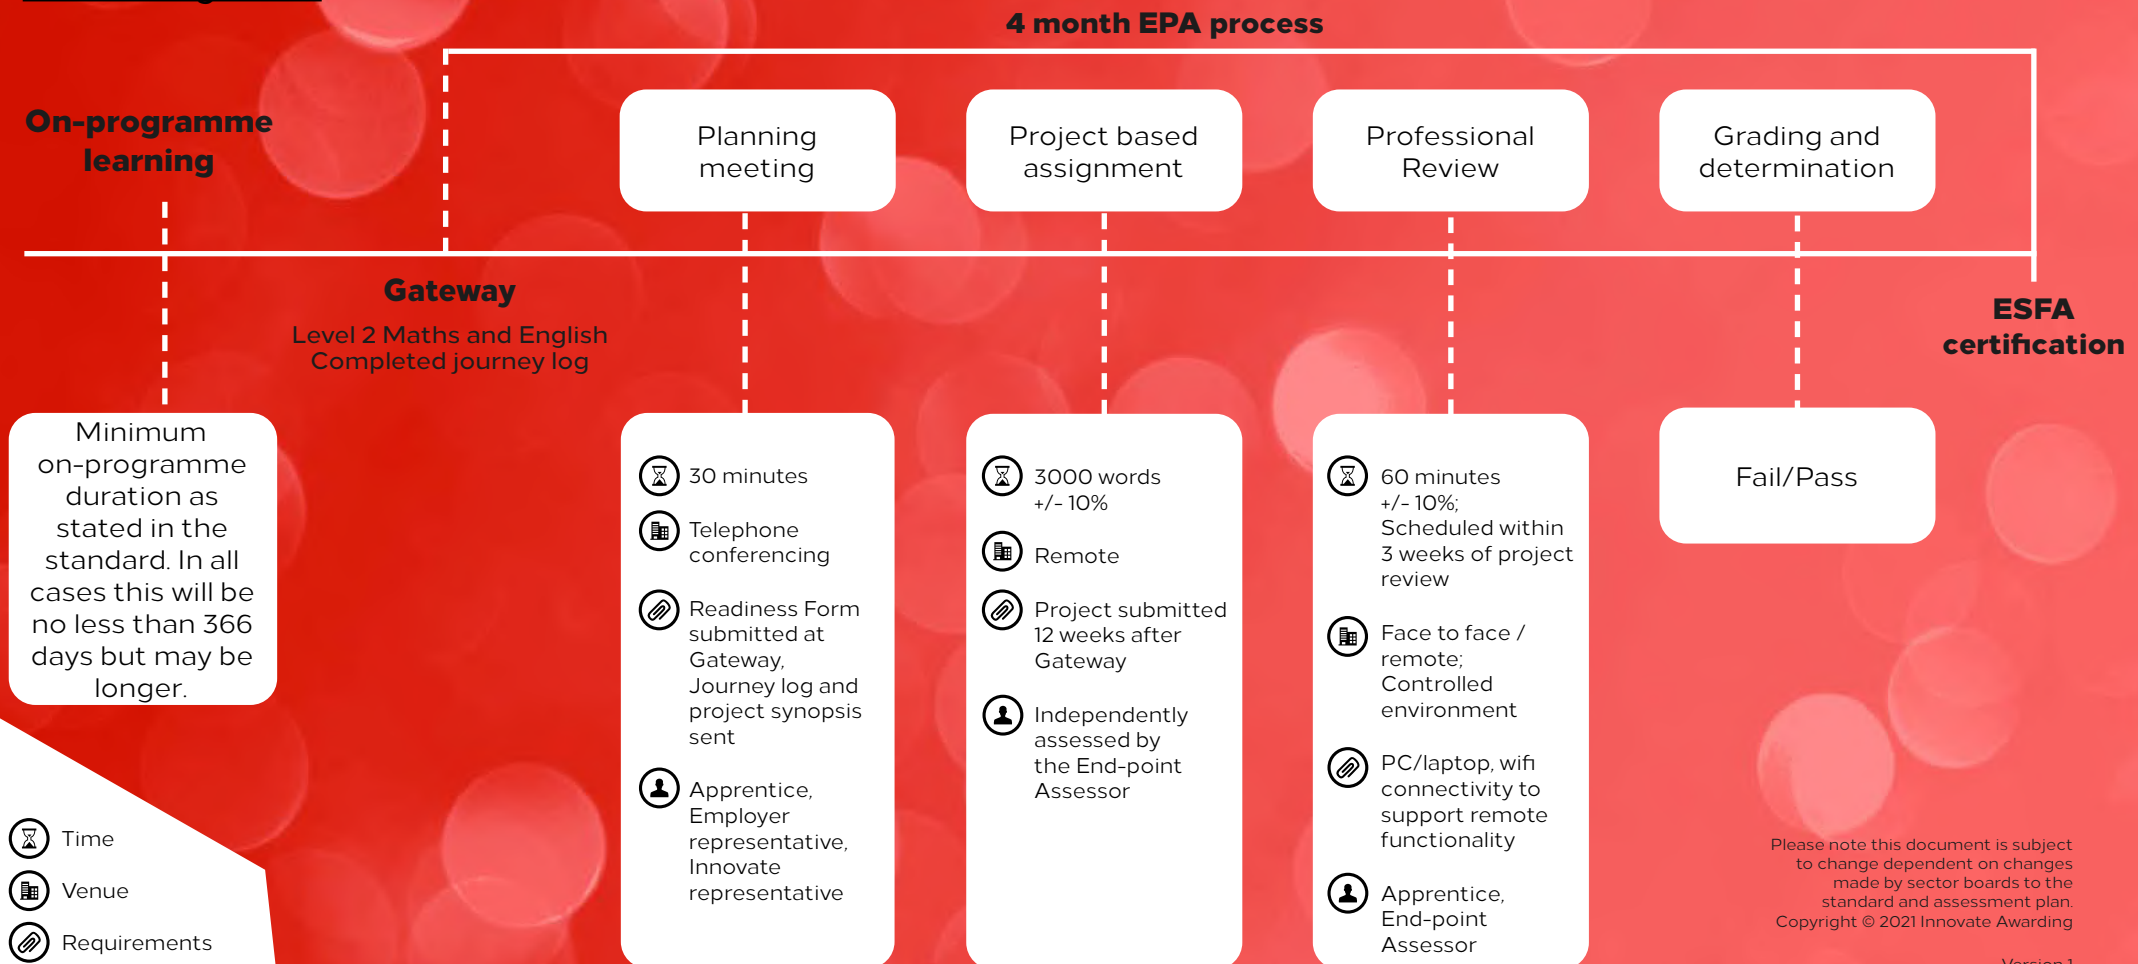 4 month EPA process
On-programme
learning
Planning
meeting
Project based
assignment
Professional
Review
Grading and
determination
Gateway
Level 2 Maths and English
Completed journey log
ESFA
certification
Minimum
on-programme
duration as
stated in the
standard. In all
cases this will be
no less than 366
days but may be
longer.
30 minutes
Telephone
conferencing
Readiness Form
submitted at
Gateway,
Journey log and
project synopsis
sent
Apprentice,
Employer
representative,
Innovate
representative
3000 words
+/- 10%
Remote
Project submitted
12 weeks after
Gateway
Independently
assessed by
the End-point
Assessor
60 minutes
+/- 10%;
Scheduled within
3 weeks of project
review
Face to face /
remote;
Controlled
environment
PC/laptop, wifi
connectivity to
support remote
functionality
Apprentice,
End-point
Assessor
Fail/Pass
Time
Venue
Requirements
Please note this document is subject
to change dependent on changes
made by sector boards to the
standard and assessment plan.
Copyright © 2021 Innovate Awarding
Version 1